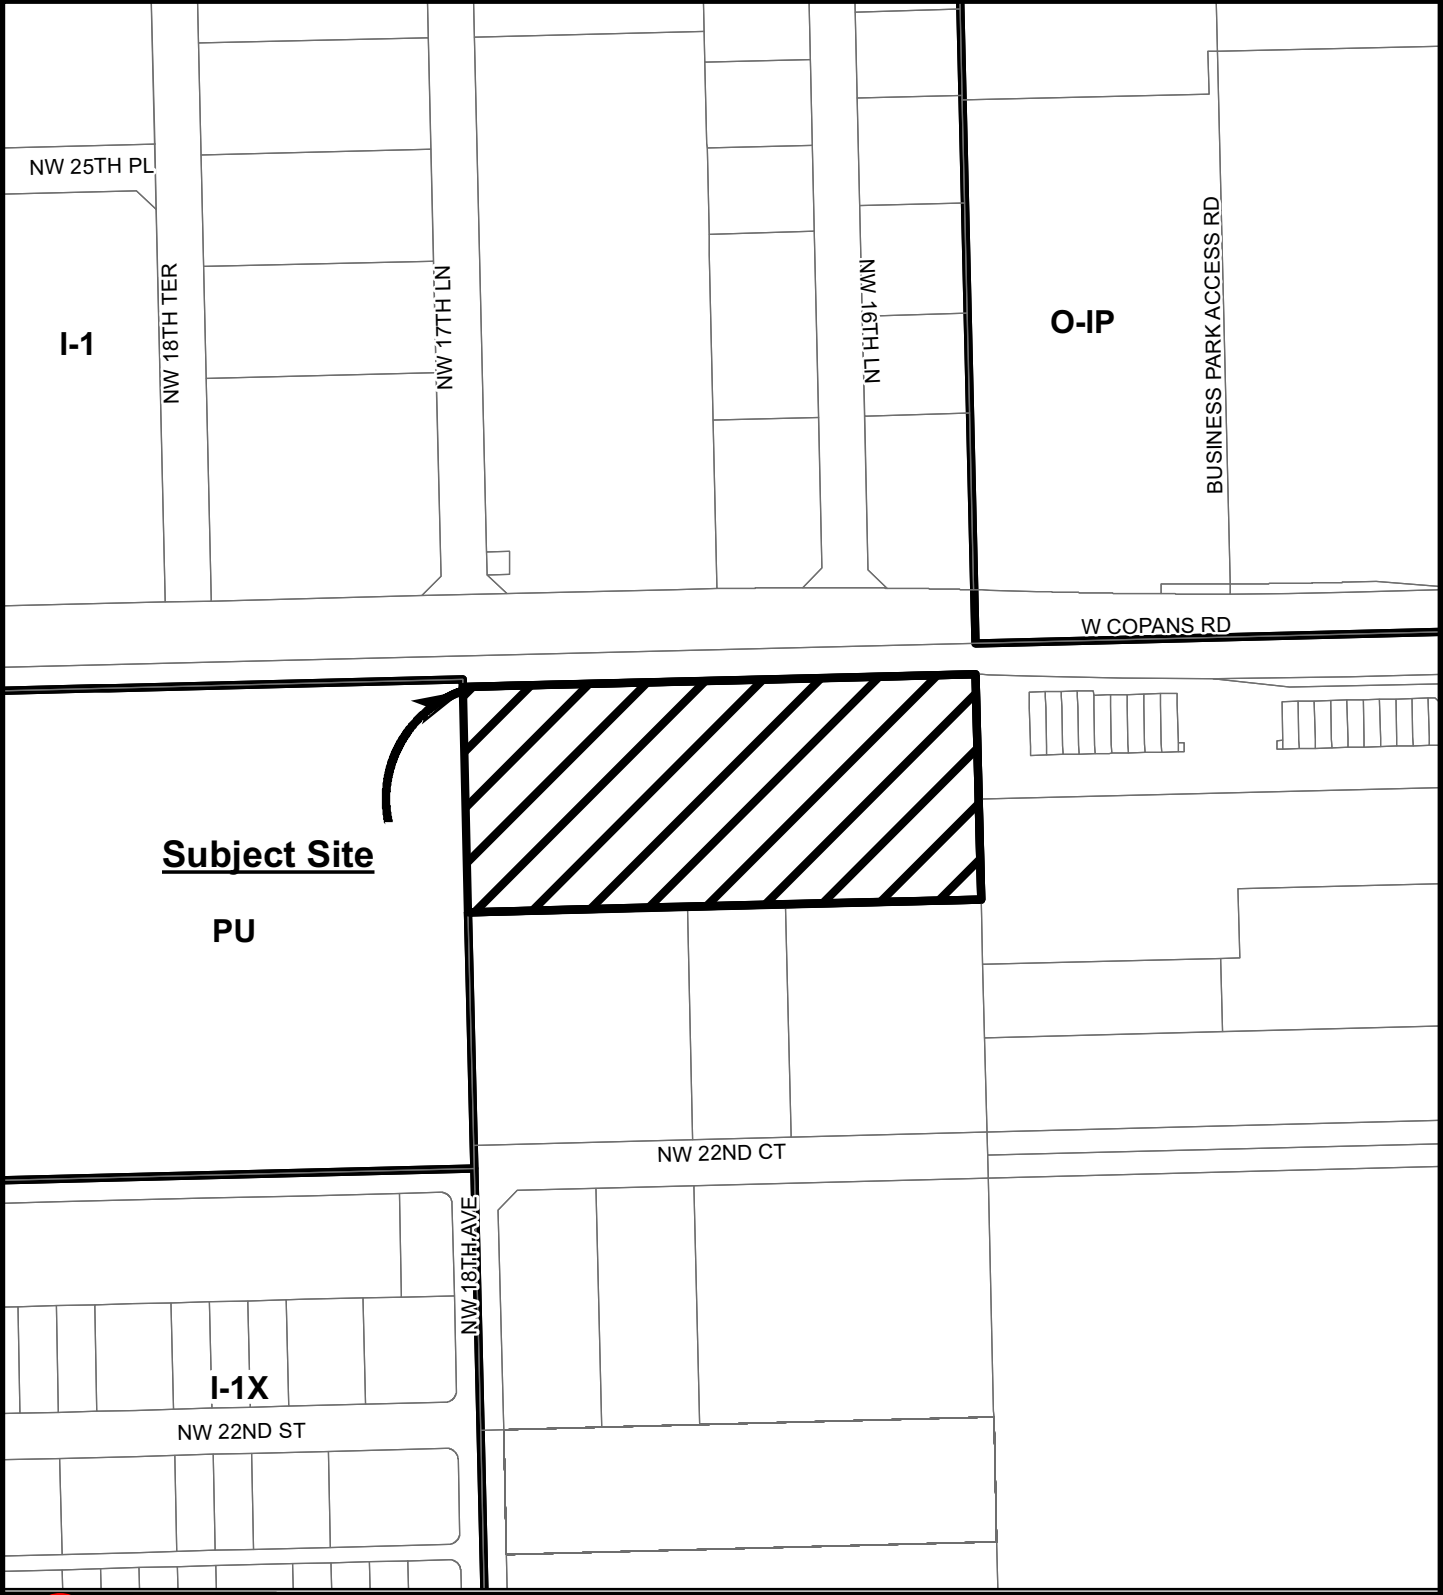 NW 25TH PL
NW 18TH TER
NW 17TH LN
NW 16TH LN
BUSINESS PARK ACCESS RD
I-1
O-IP
W COPANS RD
Subject Site
PU
NW 22ND CT
NW 18TH AVE
I-1X
NW 22ND ST